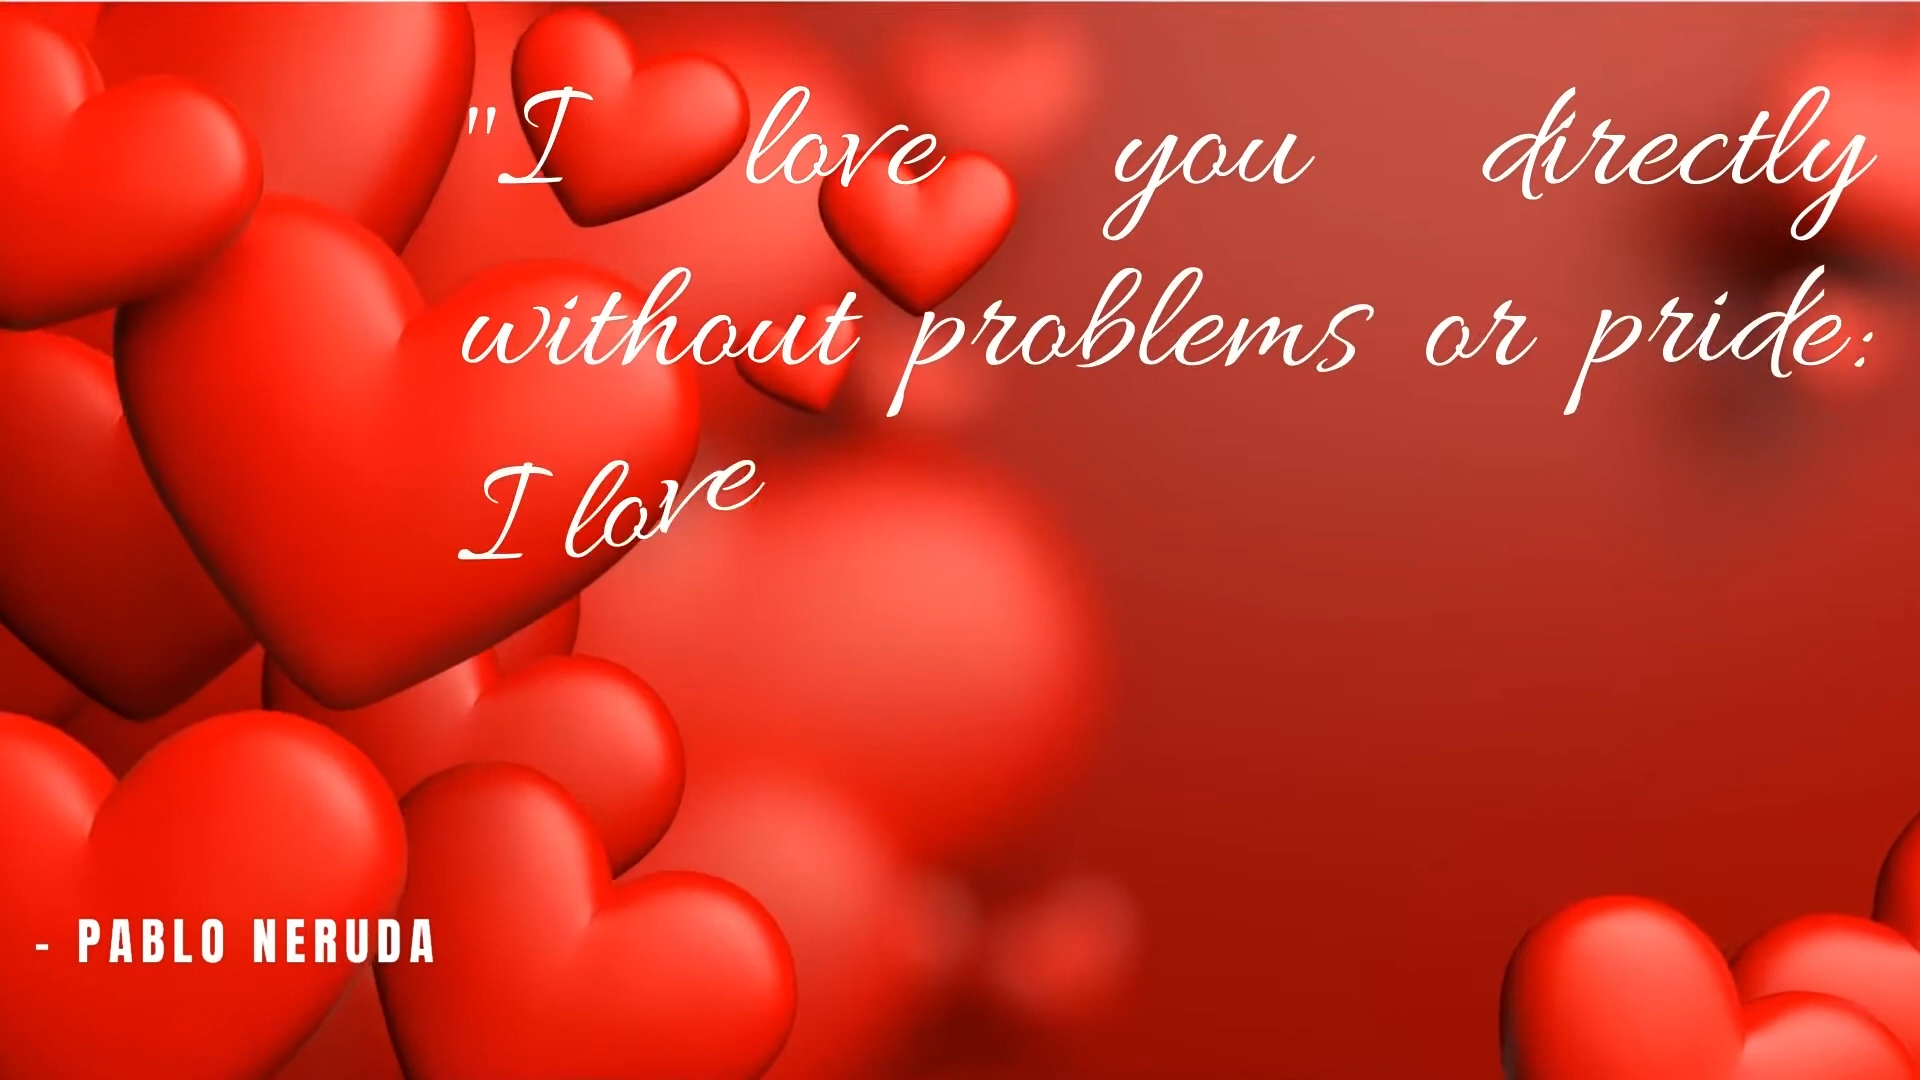 "I love you directly
without problems or pride:
I love
- PABLO NERUDA